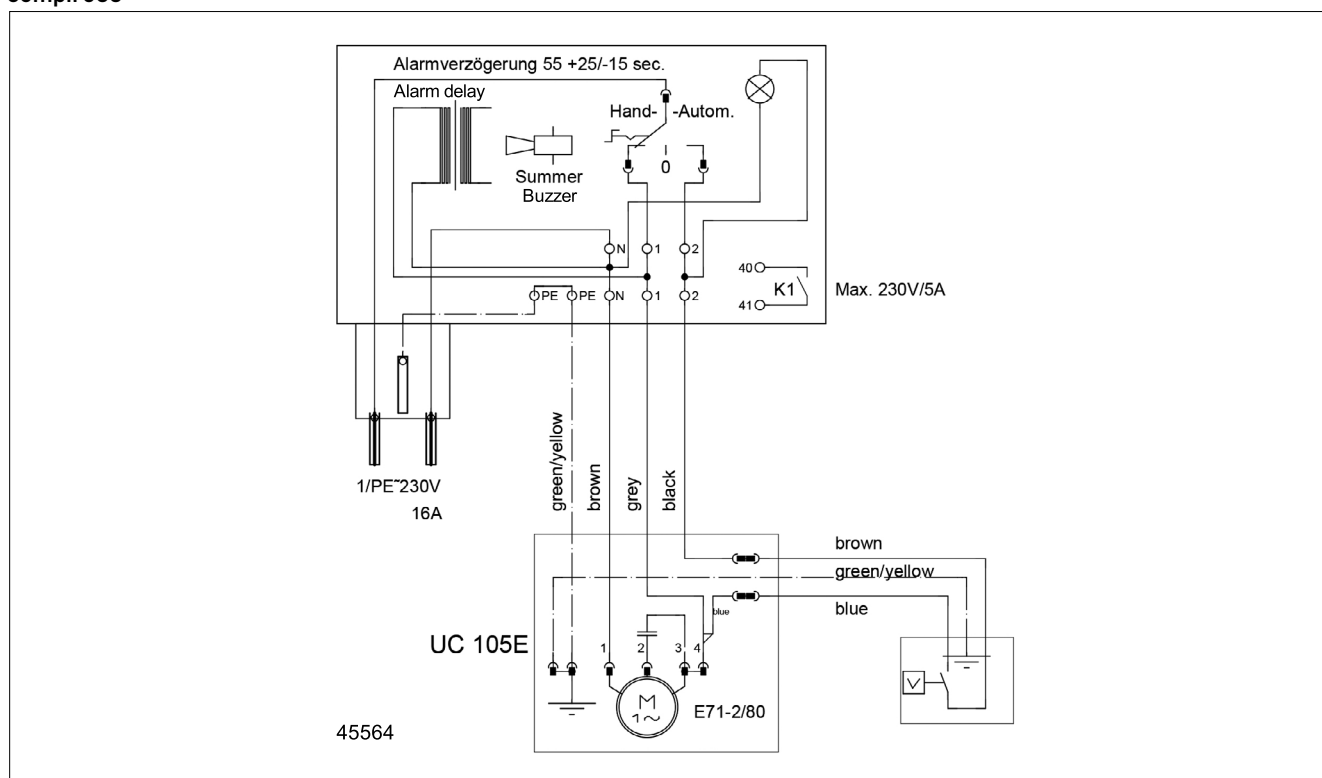 Alarmverzögerung 55 +25/-15 sec.
Alarm delay
Hand- -Autom.
0
Summer
Buzzer
N 1 2
40
K1 Max. 230V/5A
41
PE PE N 1 2
1/PE~230V
16A
green/yellow
brown
grey
black
brown
green/yellow
blue
blue
UC 105E
1 2 3 4
M
1~
E71-2/80
45564